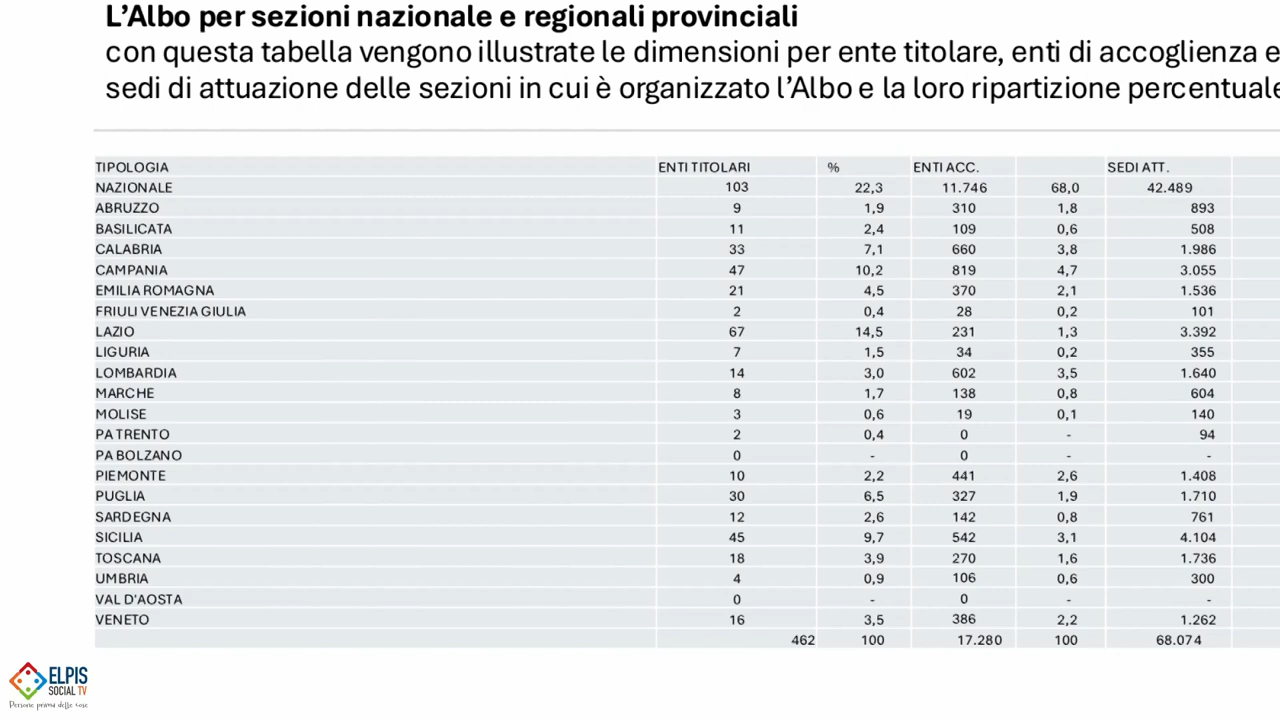 L'Albo per sezioni nazionale e regionali provinciali
con questa tabella vengono illustrate le dimensioni per ente titolare, enti di accoglienza e
sedi di attuazione delle sezioni in cui è organizzato l'Albo e la loro ripartizione percentuale
TIPOLOGIA ENTI TITOLARI % ENTI ACC. SEDI ATT.
NAZIONALE 103 22,3 11.746 68,0 42.489
ABRUZZO 9 1,9 310 1,8 893
BASILICATA 11 2,4 109 0,6 508
CALABRIA 33 7,1 660 3,8 1.986
CAMPANIA 47 10,2 819 4,7 3.055
EMILIA ROMAGNA 21 4,5 370 2,1 1.536
FRIULI VENEZIA GIULIA 2 0,4 28 0,2 101
LAZIO 67 14,5 231 1,3 3.392
LIGURIA 7 1,5 34 0,2 355
LOMBARDIA 14 3,0 602 3,5 1.640
MARCHE 8 1,7 138 0,8 604
MOLISE 3 0,6 19 0,1 140
PA TRENTO 2 0,4 0 - 94
PA BOLZANO 0 - 0 - -
PIEMONTE 10 2,2 441 2,6 1.408
PUGLIA 30 6,5 327 1,9 1.710
SARDEGNA 12 2,6 142 0,8 761
SICILIA 45 9,7 542 3,1 4.104
TOSCANA 18 3,9 270 1,6 1.736
UMBRIA 4 0,9 106 0,6 300
VAL D'AOSTA 0 - 0 - -
VENETO 16 3,5 386 2,2 1.262
462 100 17.280 100 68.074
ELPIS
SOCIAL TV
Persone prima delle cose